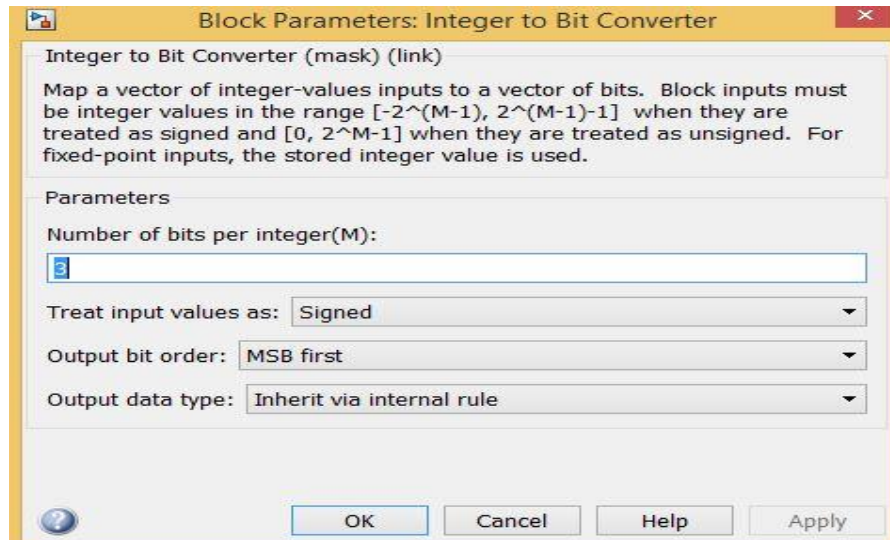 Block Parameters: Integer to Bit Converter
Integer to Bit Converter (mask) (link)
Map a vector of integer-values inputs to a vector of bits. Block inputs must
be integer values in the range [-2^(M-1), 2^(M-1)-1] when they are
treated as signed and [0, 2^M-1] when they are treated as unsigned. For
fixed-point inputs, the stored integer value is used.
Parameters
Number of bits per integer(M):
3
Treat input values as: Signed
Output bit order: MSB first
Output data type: Inherit via internal rule
OK Cancel Help Apply